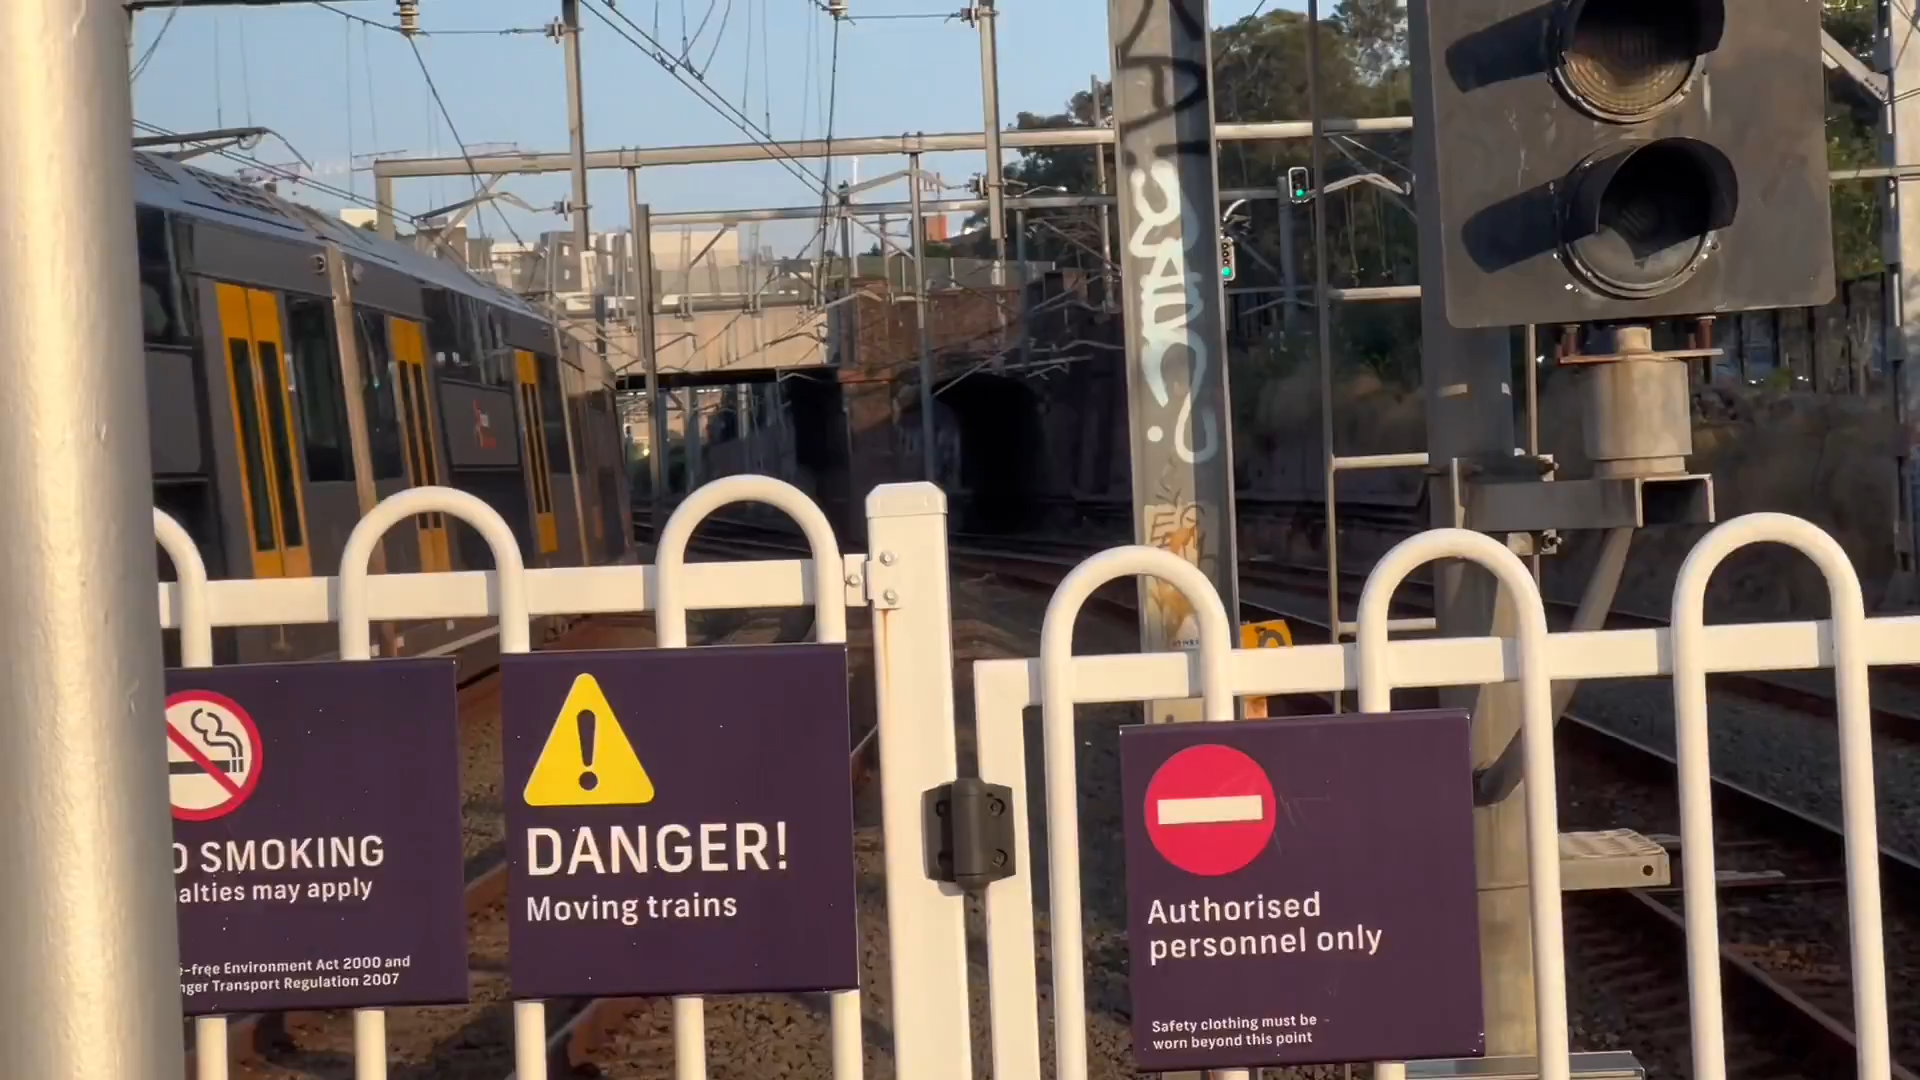 O SMOKING
alties may apply
-free Environment Act 2000 and
nger Transport Regulation 2007
DANGER!
Moving trains
Authorised
personnel only
Safety clothing must be
worn beyond this point